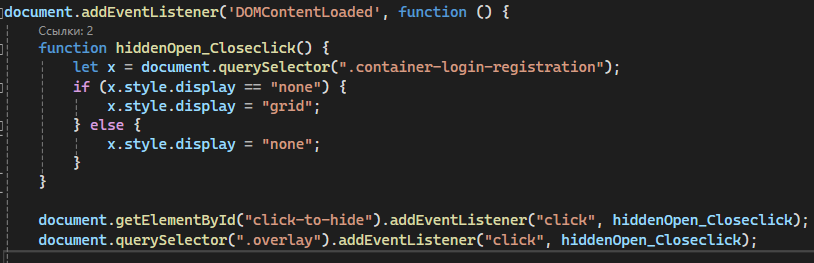 document.addEventListener('DOMContentLoaded', function () {
Ссылки: 2
function hiddenOpen_Closeclick() {
let x = document.querySelector(".container-login-registration");
if (x.style.display == "none") {
x.style.display = "grid";
} else {
x.style.display = "none";
}
}
document.getElementById("click-to-hide").addEventListener("click", hiddenOpen_Closeclick);
document.querySelector(".overlay").addEventListener("click", hiddenOpen_Closeclick);